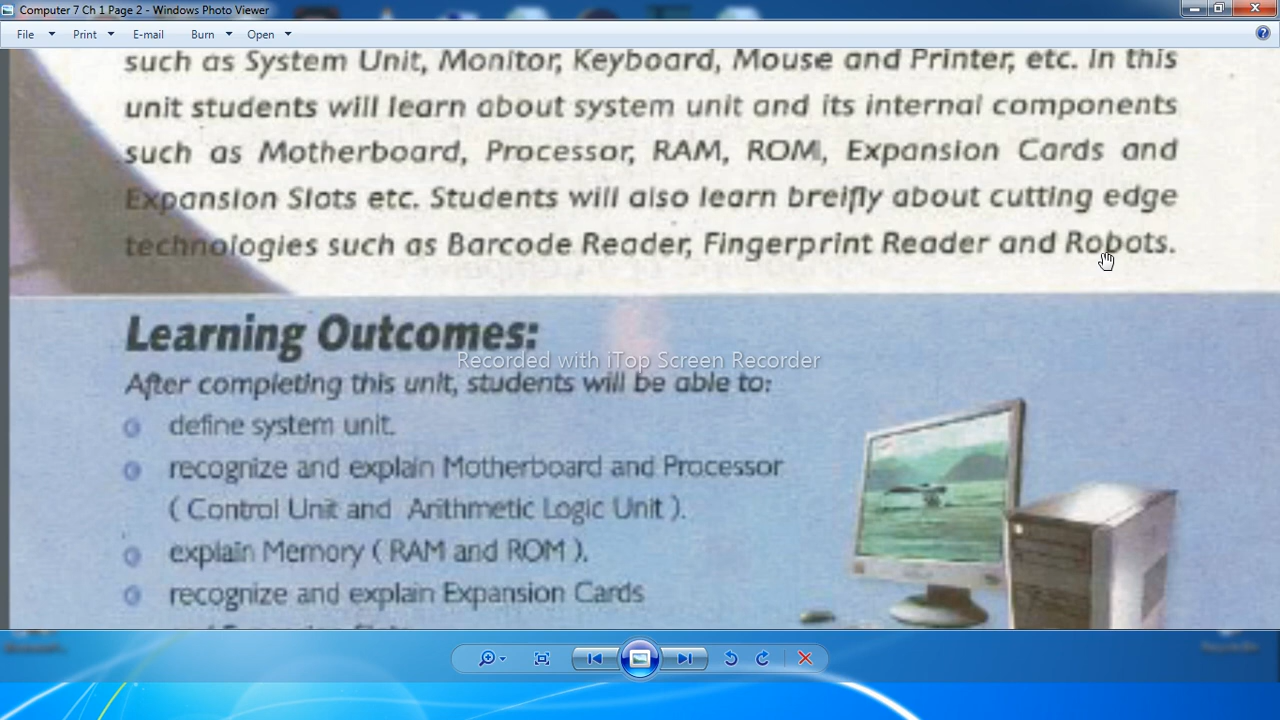 Computer 7 Ch 1 Page 2 - Windows Photo Viewer
File Print E-mail Burn Open
such as System Unit, Monitor, Keyboard, Mouse and Printer, etc. In this
unit students will learn about system unit and its internal components
such as Motherboard, Processor, RAM, ROM, Expansion Cards and
Expansion Slots etc. Students will also learn breifly about cutting edge
technologies such as Barcode Reader, Fingerprint Reader and Robots.
Learning Outcomes:
Recorded with iTop Screen Recorder
After completing this unit, students will be able to:
define system unit.
recognize and explain Motherboard and Processor
( Control Unit and Arithmetic Logic Unit ).
explain Memory ( RAM and ROM ).
recognize and explain Expansion Cards